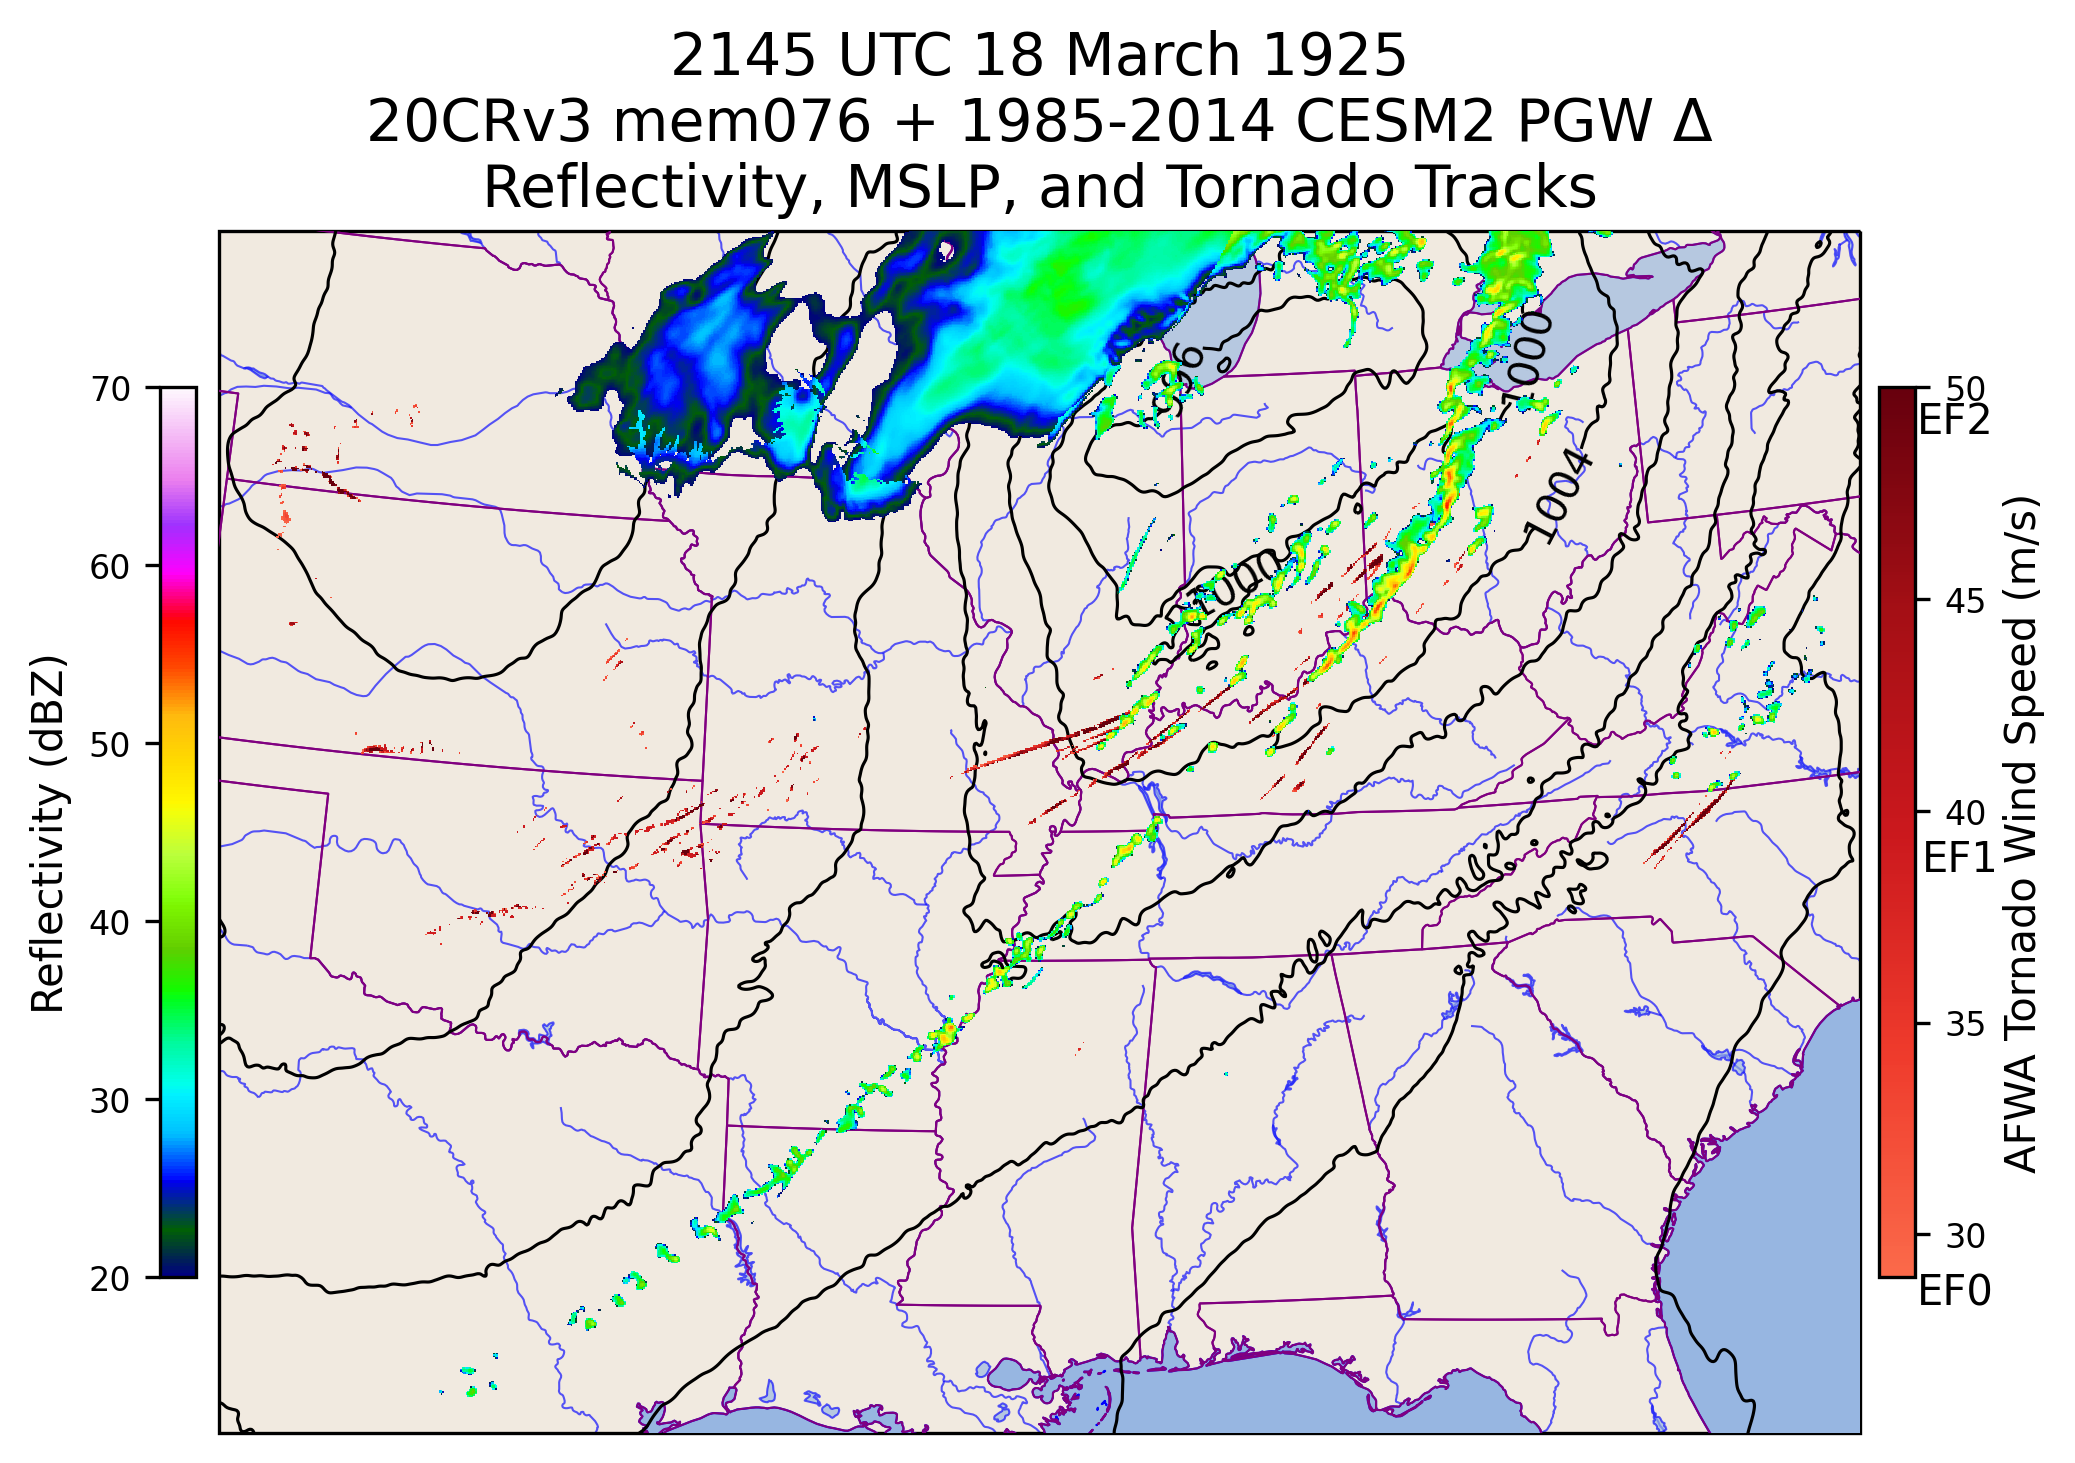 2145 UTC 18 March 1925
20CRv3 mem076 + 1985-2014 CESM2 PGW Δ
Reflectivity, MSLP, and Tornado Tracks
70
60
50
40
30
20
Reflectivity (dBZ)
996
1000
1004
1000
50
EF2
45
40
EF1
35
30
EF0
AFWA Tornado Wind Speed (m/s)